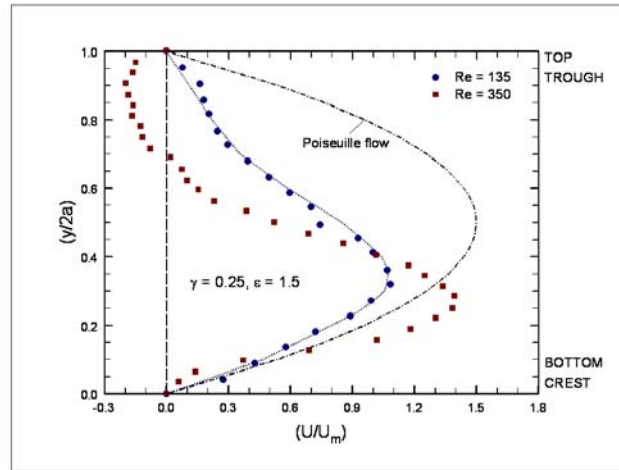 1.0
0.8
0.6
0.4
0.2
0.0
-0.3
0.0
0.3
0.6
0.9
1.2
1.5
1.8
(y/2a)
(U/Um)
TOP
TROUGH
Re = 135
Re = 350
Poiseuille flow
γ = 0.25, ε = 1.5
BOTTOM
CREST